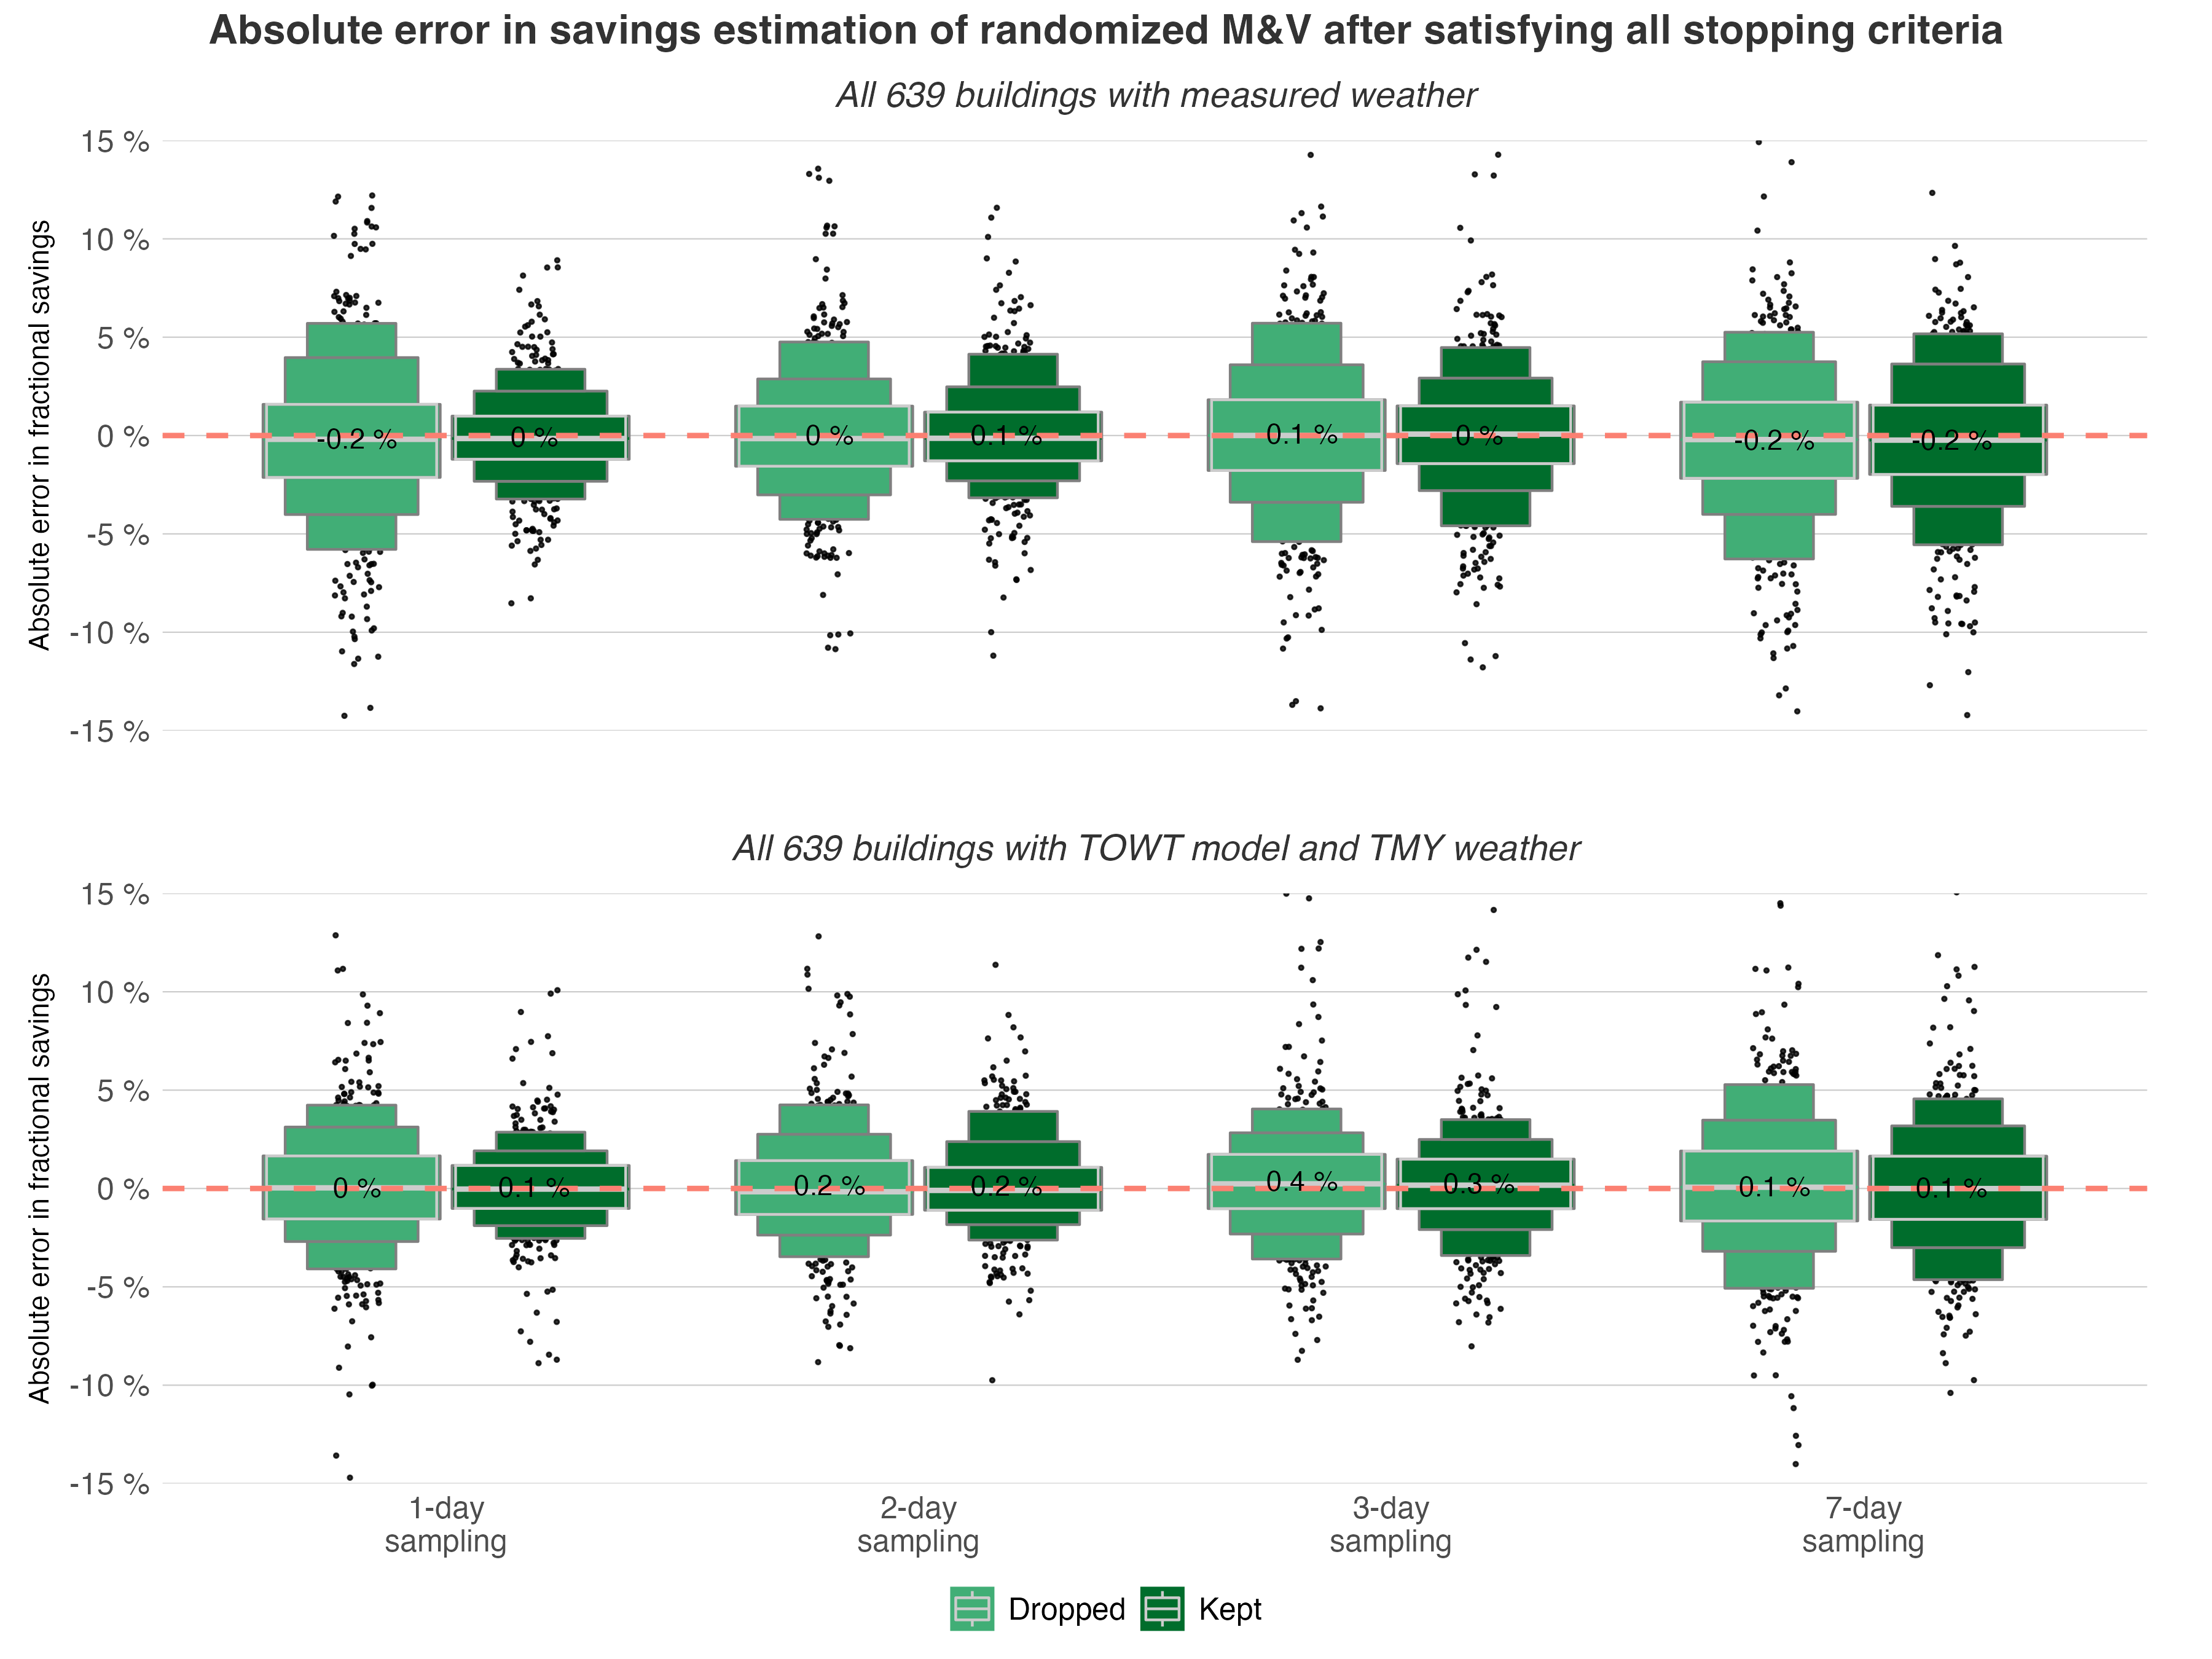 Absolute error in savings estimation of randomized M&V after satisfying all stopping criteria
All 639 buildings with measured weather
Absolute error in fractional savings
15 %
10 %
5 %
0 %
-5 %
-10 %
-15 %
-0.2 %
0 %
0 %
0.1 %
0.1 %
0 %
-0.2 %
-0.2 %
All 639 buildings with TOWT model and TMY weather
Absolute error in fractional savings
15 %
10 %
5 %
0 %
-5 %
-10 %
-15 %
0 %
0.1 %
0.2 %
0.2 %
0.4 %
0.3 %
0.1 %
0.1 %
1-day
sampling
2-day
sampling
3-day
sampling
7-day
sampling
Dropped
Kept